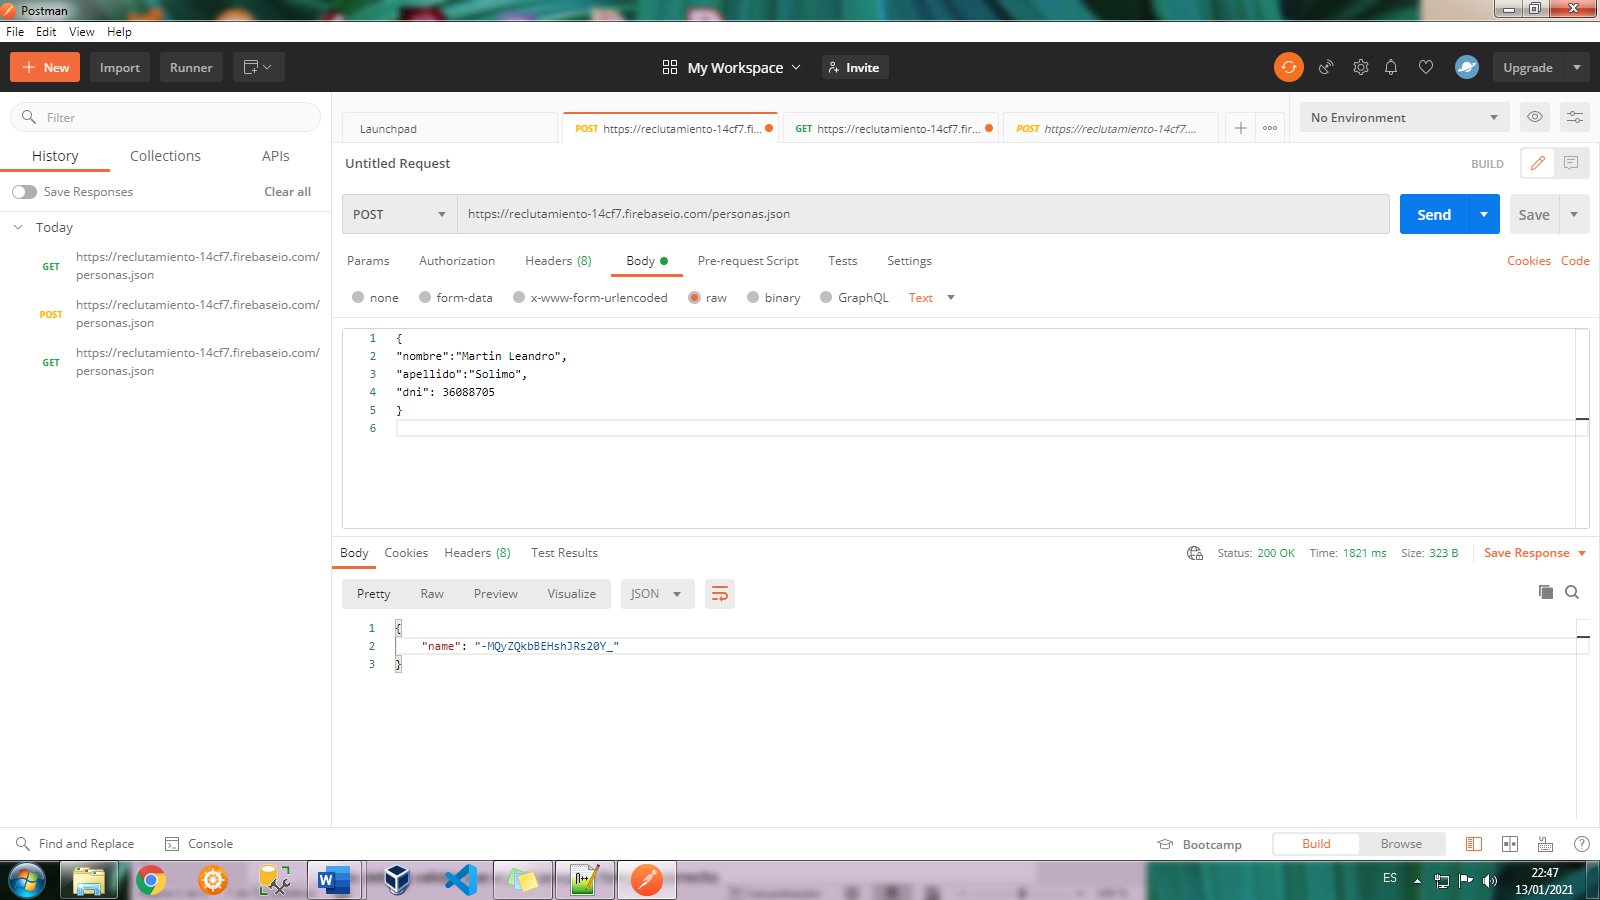 Postman
File Edit View Help
New Import Runner My Workspace Invite Upgrade
Filter
History Collections APIs
Save Responses Clear all
Today
GET https://reclutamiento-14cf7.firebaseio.com/
personas.json
POST https://reclutamiento-14cf7.firebaseio.com/
personas.json
GET https://reclutamiento-14cf7.firebaseio.com/
personas.json
Launchpad POST https://reclutamiento-14cf7.fi... GET https://reclutamiento-14cf7.fir... POST https://reclutamiento-14cf7.... No Environment
Untitled Request BUILD
POST https://reclutamiento-14cf7.firebaseio.com/personas.json Send Save
Params Authorization Headers (8) Body Pre-request Script Tests Settings Cookies Code
none form-data x-www-form-urlencoded raw binary GraphQL Text
1 {
2 "nombre":"Martin Leandro",
3 "apellido":"Solimo",
4 "dni": 36088705
5 }
6
Body Cookies Headers (8) Test Results Status: 200 OK Time: 1821 ms Size: 323 B Save Response
Pretty Raw Preview Visualize JSON
1 {
2 "name": "-MQyZQkbBEHshJRs20Y_"
3 }
Find and Replace Console Bootcamp Build Browse
ES 22:47
13/01/2021